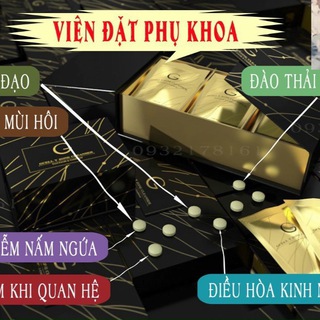 VIÊN ĐẶT PHỤ KHOA
ĐẠO
ĐÀO THẢI
MÙI HÔI
0932178161
ỄM NẤM NGỨA
M KHI QUAN HỆ
ĐIỀU HÒA KINH N